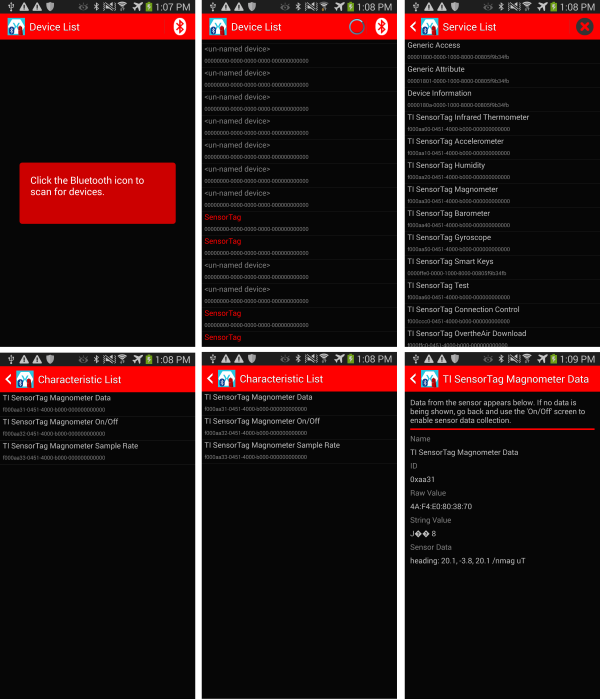 1:07 PM
Device List
Click the Bluetooth icon to
scan for devices.
1:08 PM
Device List
<un-named device>
00000000-0000-0000-0000-000000000000
<un-named device>
00000000-0000-0000-0000-000000000000
<un-named device>
00000000-0000-0000-0000-000000000000
<un-named device>
00000000-0000-0000-0000-000000000000
<un-named device>
00000000-0000-0000-0000-000000000000
<un-named device>
00000000-0000-0000-0000-000000000000
<un-named device>
00000000-0000-0000-0000-000000000000
SensorTag
00000000-0000-0000-0000-000000000000
SensorTag
00000000-0000-0000-0000-000000000000
<un-named device>
00000000-0000-0000-0000-000000000000
<un-named device>
00000000-0000-0000-0000-000000000000
SensorTag
00000000-0000-0000-0000-000000000000
SensorTag
1:08 PM
Service List
Generic Access
00001800-0000-1000-8000-00805f9b34fb
Generic Attribute
00001801-0000-1000-8000-00805f9b34fb
Device Information
0000180a-0000-1000-8000-00805f9b34fb
TI SensorTag Infrared Thermometer
f000aa00-0451-4000-b000-000000000000
TI SensorTag Accelerometer
f000aa10-0451-4000-b000-000000000000
TI SensorTag Humidity
f000aa20-0451-4000-b000-000000000000
TI SensorTag Magnometer
f000aa30-0451-4000-b000-000000000000
TI SensorTag Barometer
f000aa40-0451-4000-b000-000000000000
TI SensorTag Gyroscope
f000aa50-0451-4000-b000-000000000000
TI SensorTag Smart Keys
0000ffe0-0000-1000-8000-00805f9b34fb
TI SensorTag Test
f000aa60-0451-4000-b000-000000000000
TI SensorTag Connection Control
f000ccc0-0451-4000-b000-000000000000
TI SensorTag OvertheAir Download
f000ffc0-0451-4000-b000-000000000000
1:08 PM
Characteristic List
TI SensorTag Magnometer Data
f000aa31-0451-4000-b000-000000000000
TI SensorTag Magnometer On/Off
f000aa32-0451-4000-b000-000000000000
TI SensorTag Magnometer Sample Rate
f000aa33-0451-4000-b000-000000000000
1:08 PM
Characteristic List
TI SensorTag Magnometer Data
f000aa31-0451-4000-b000-000000000000
TI SensorTag Magnometer On/Off
f000aa32-0451-4000-b000-000000000000
TI SensorTag Magnometer Sample Rate
f000aa33-0451-4000-b000-000000000000
1:09 PM
TI SensorTag Magnometer Data
Data from the sensor appears below. If no data is
being shown, go back and use the 'On/Off' screen to
enable sensor data collection.
Name
TI SensorTag Magnometer Data
ID
0xaa31
Raw Value
4A:F4:E0:80:38:70
String Value
J�� 8
Sensor Data
heading: 20.1, -3.8, 20.1 /nmag uT